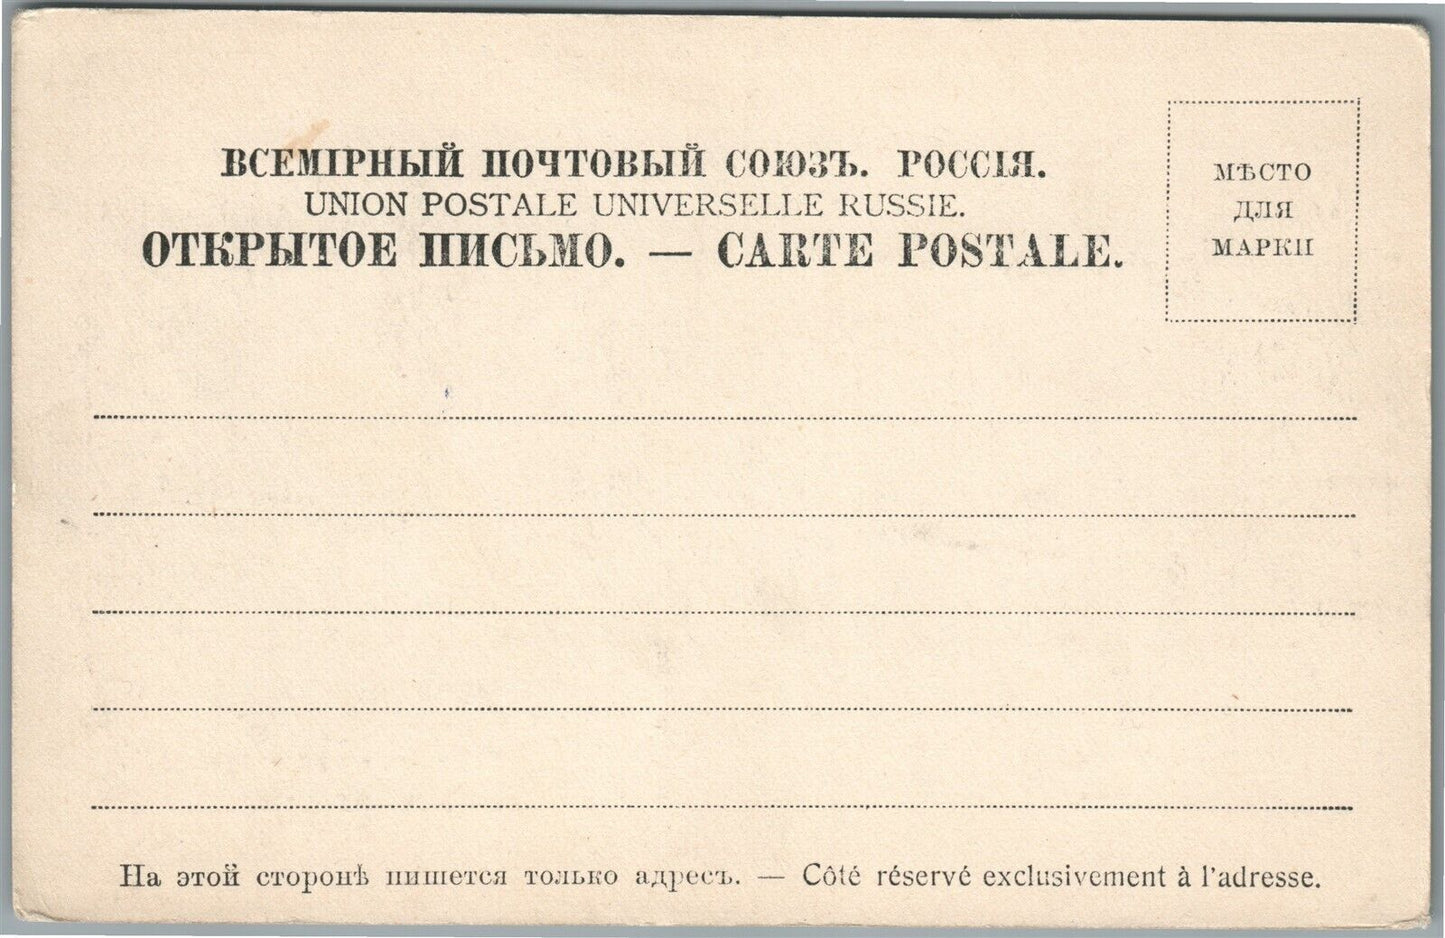 ВСЕМІРНЫЙ ПОЧТОВЫЙ СОЮЗЪ. РОССІЯ.
UNION POSTALE UNIVERSELLE RUSSIE.
ОТКРЫТОЕ ПИСЬМО. — CARTE POSTALE.
МѢСТО
ДЛЯ
МАРКИ
На этой сторонѣ пишется только адресъ. — Côté réservé exclusivement à l'adresse.